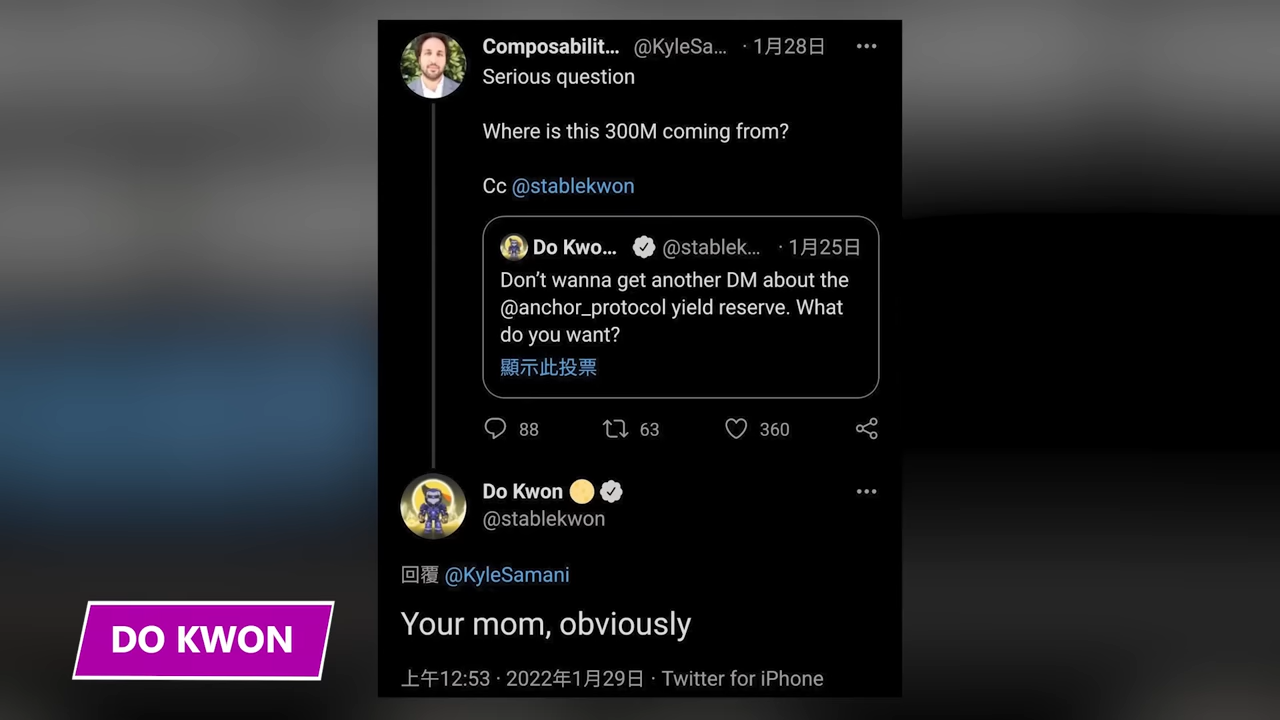 Composabilit... @KyleSa... · 1月28日
Serious question
Where is this 300M coming from?
Cc @stablekwon
Do Kwo... @stablek... · 1月25日
Don’t wanna get another DM about the
@anchor_protocol yield reserve. What
do you want?
顯示此投票
88 63 360
Do Kwon
@stablekwon
回覆 @KyleSamani
Your mom, obviously
上午12:53 · 2022年1月29日 · Twitter for iPhone
DO KWON